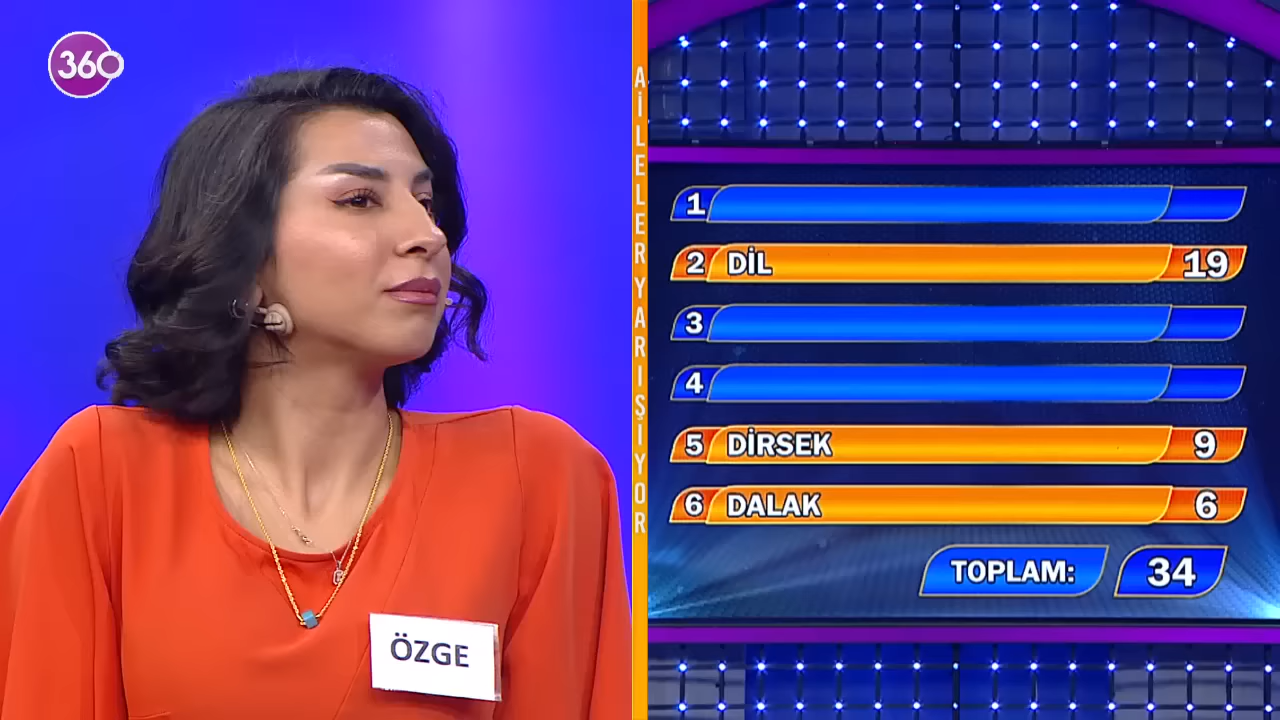 360
AİLELER YARIŞIYOR
1
2 DİL 19
3
4
5 DİRSEK 9
6 DALAK 6
TOPLAM: 34
ÖZGE